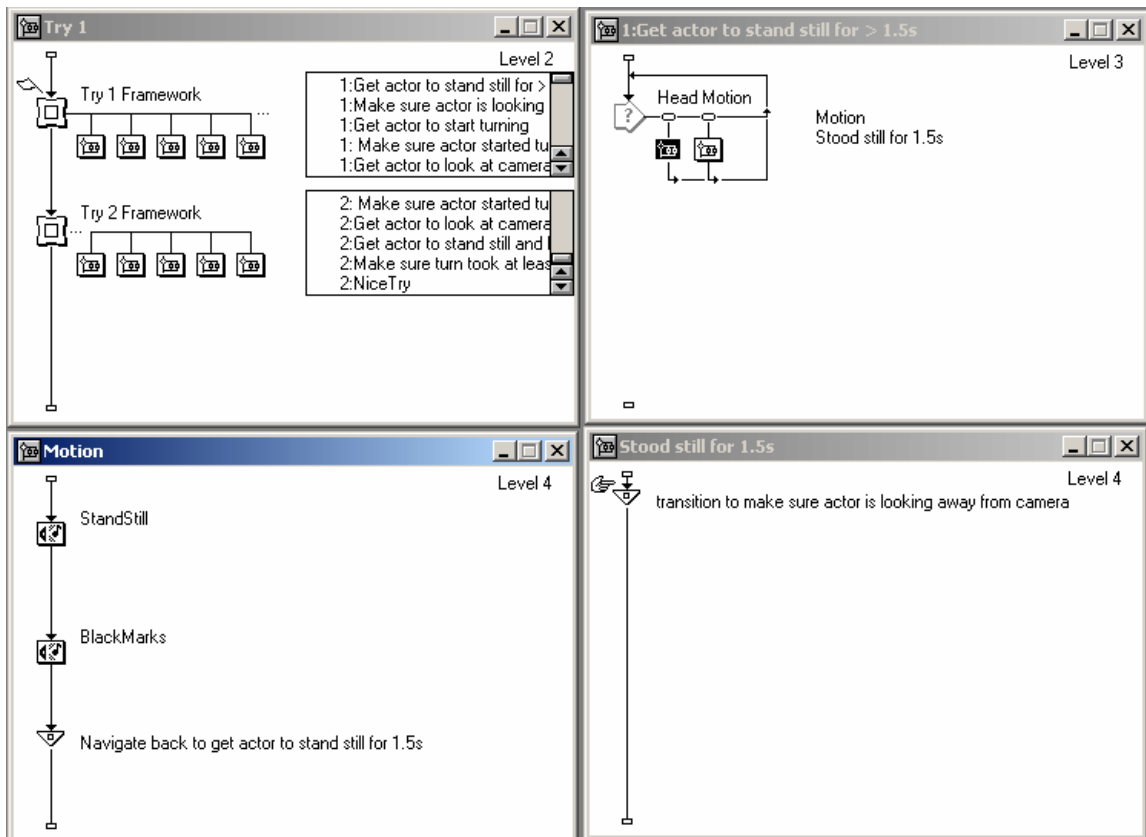 Try 1
Level 2
Try 1 Framework
...
1:Get actor to stand still for >
1:Make sure actor is looking
1:Get actor to start turning
1: Make sure actor started tu
1:Get actor to look at camera
Try 2 Framework
...
2: Make sure actor started tu
2:Get actor to look at camera
2:Get actor to stand still and
2:Make sure turn took at leas
2:NiceTry
1:Get actor to stand still for > 1.5s
Level 3
Head Motion
?
Motion
Stood still for 1.5s
Motion
Level 4
StandStill
BlackMarks
Navigate back to get actor to stand still for 1.5s
Stood still for 1.5s
Level 4
transition to make sure actor is looking away from camera